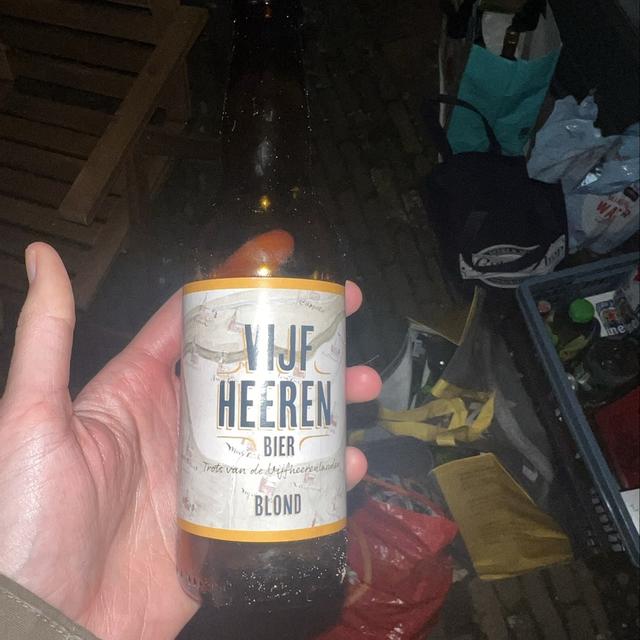 VIJF
HEEREN
BIER
Trots van de Vijfheerenlanden
BLOND